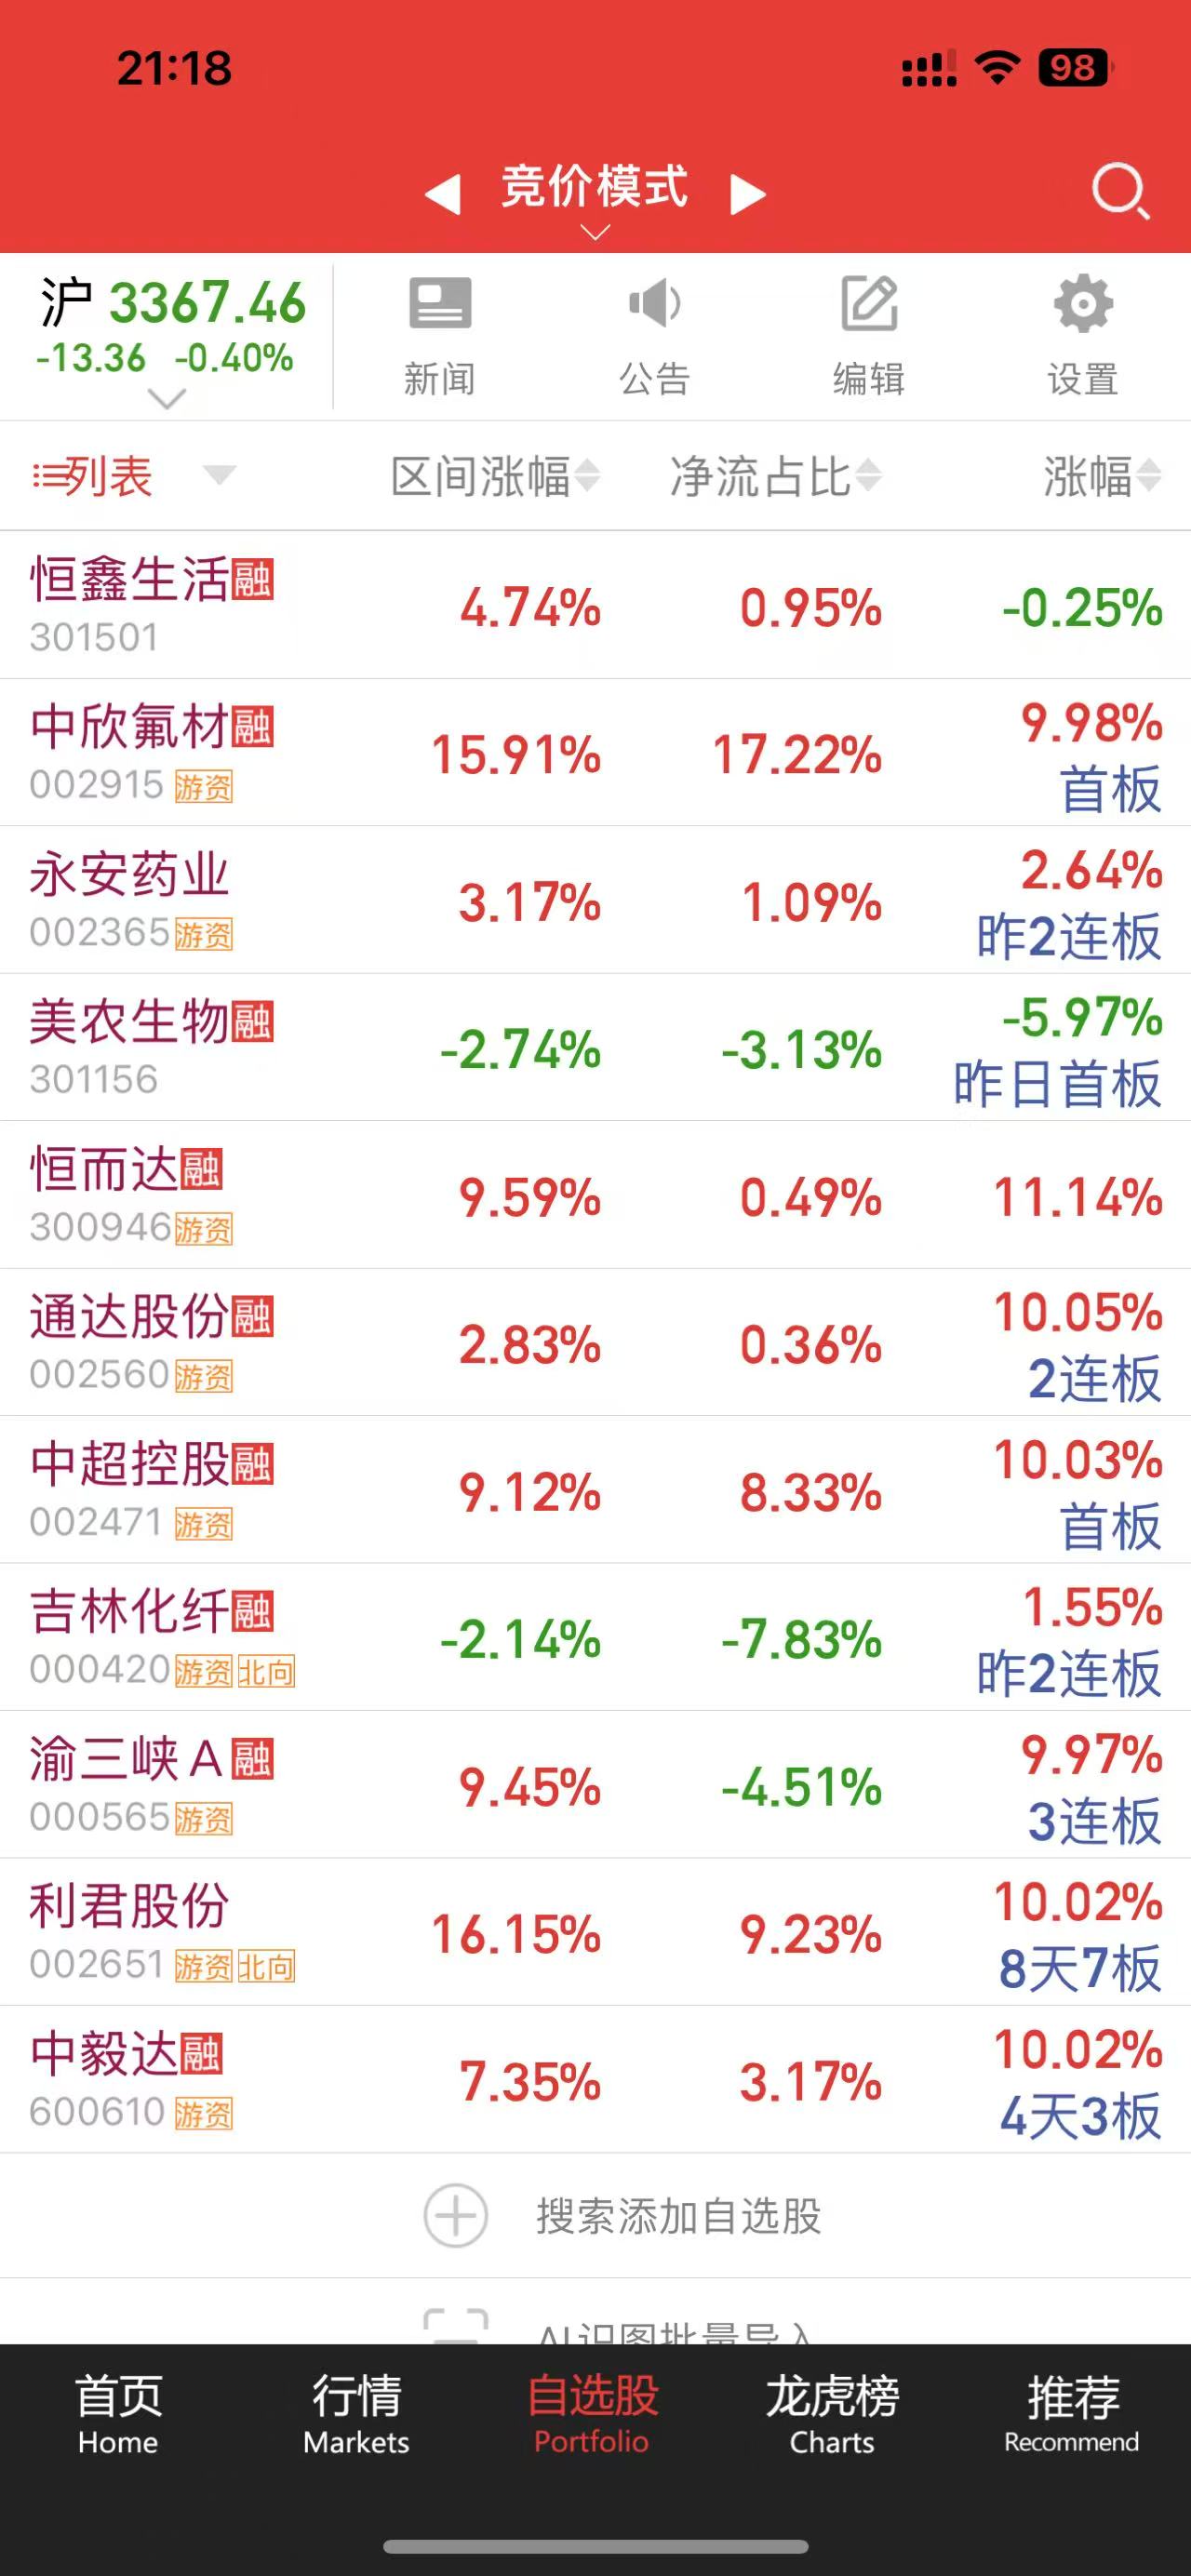 21:18
98
竞价模式
沪 3367.46
-13.36 -0.40%
新闻 公告 编辑 设置
列表 区间涨幅 净流占比 涨幅
恒鑫生活融
301501
4.74% 0.95% -0.25%
中欣氟材融
002915 游资
15.91% 17.22% 9.98%
首板
永安药业
002365 游资
3.17% 1.09% 2.64%
昨2连板
美农生物融
301156
-2.74% -3.13% -5.97%
昨日首板
恒而达融
300946 游资
9.59% 0.49% 11.14%
通达股份融
002560 游资
2.83% 0.36% 10.05%
2连板
中超控股融
002471 游资
9.12% 8.33% 10.03%
首板
吉林化纤融
000420 游资 北向
-2.14% -7.83% 1.55%
昨2连板
渝三峡A融
000565 游资
9.45% -4.51% 9.97%
3连板
利君股份
002651 游资 北向
16.15% 9.23% 10.02%
8天7板
中毅达融
600610 游资
7.35% 3.17% 10.02%
4天3板
搜索添加自选股
AI识图批量导入
首页 行情 自选股 龙虎榜 推荐
Home Markets Portfolio Charts Recommend